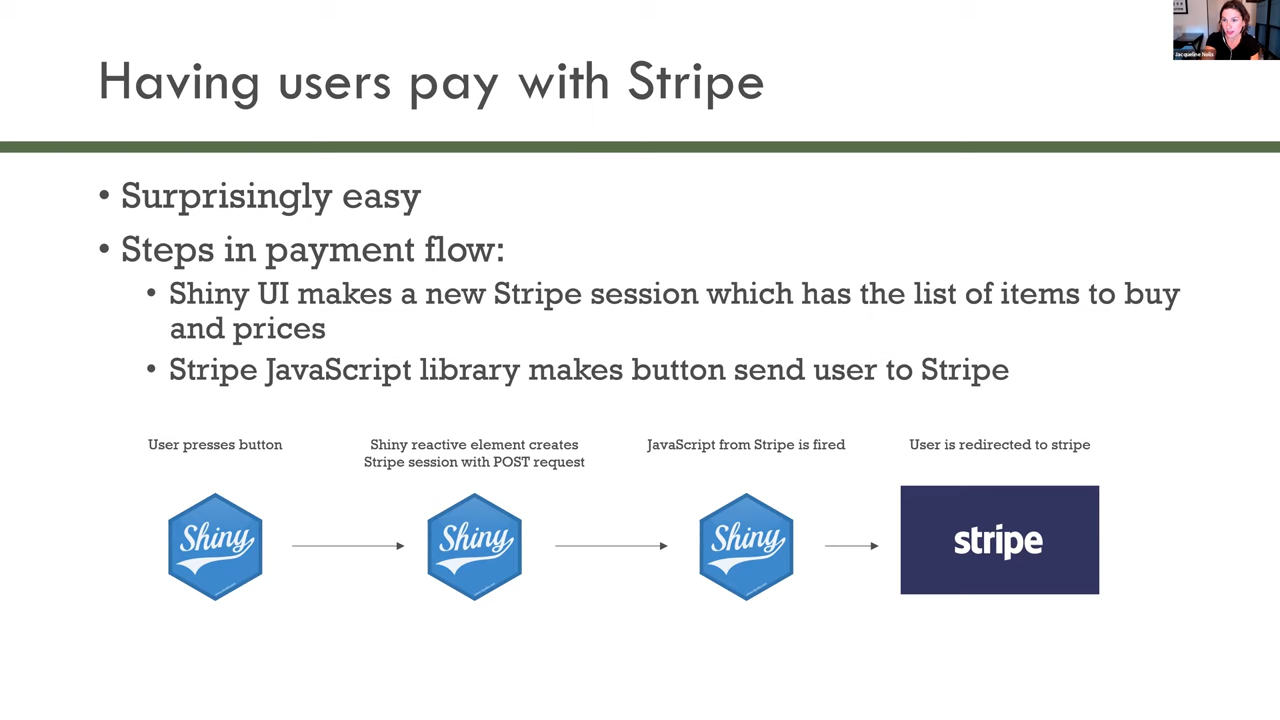 Having users pay with Stripe
Jacqueline Nolis
• Surprisingly easy
• Steps in payment flow:
• Shiny UI makes a new Stripe session which has the list of items to buy
and prices
• Stripe JavaScript library makes button send user to Stripe
User presses button
Shiny reactive element creates
Stripe session with POST request
JavaScript from Stripe is fired
User is redirected to stripe
Shiny
Shiny
Shiny
stripe